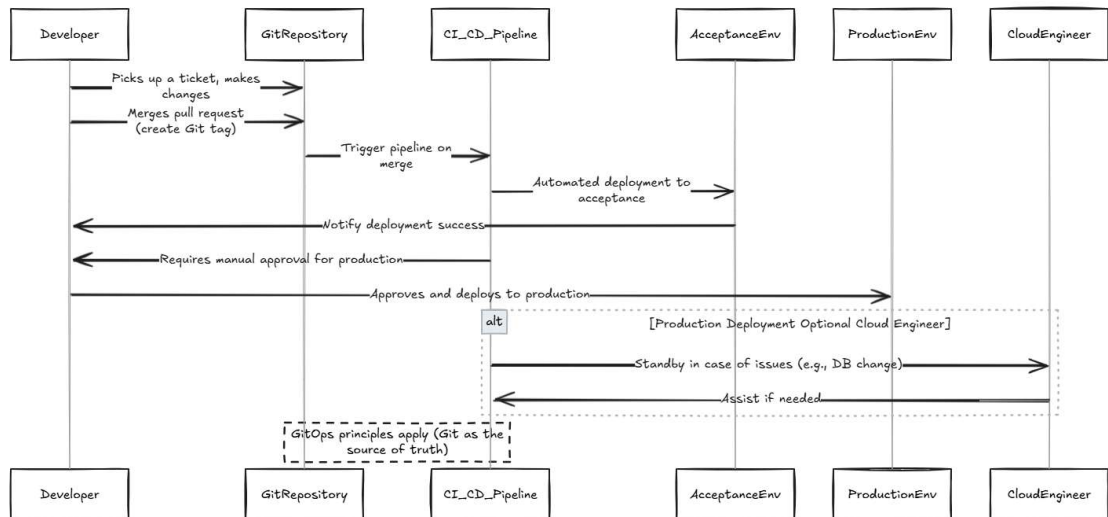 Developer
GitRepository
CI_CD_Pipeline
AcceptanceEnv
ProductionEnv
CloudEngineer
Picks up a ticket, makes
changes
Merges pull request
(create Git tag)
Trigger pipeline on
merge
Automated deployment to
acceptance
Notify deployment success
Requires manual approval for production
Approves and deploys to production
alt
[Production Deployment Optional Cloud Engineer]
Standby in case of issues (e.g., DB change)
Assist if needed
GitOps principles apply (Git as the
source of truth)
Developer
GitRepository
CI_CD_Pipeline
AcceptanceEnv
ProductionEnv
CloudEngineer